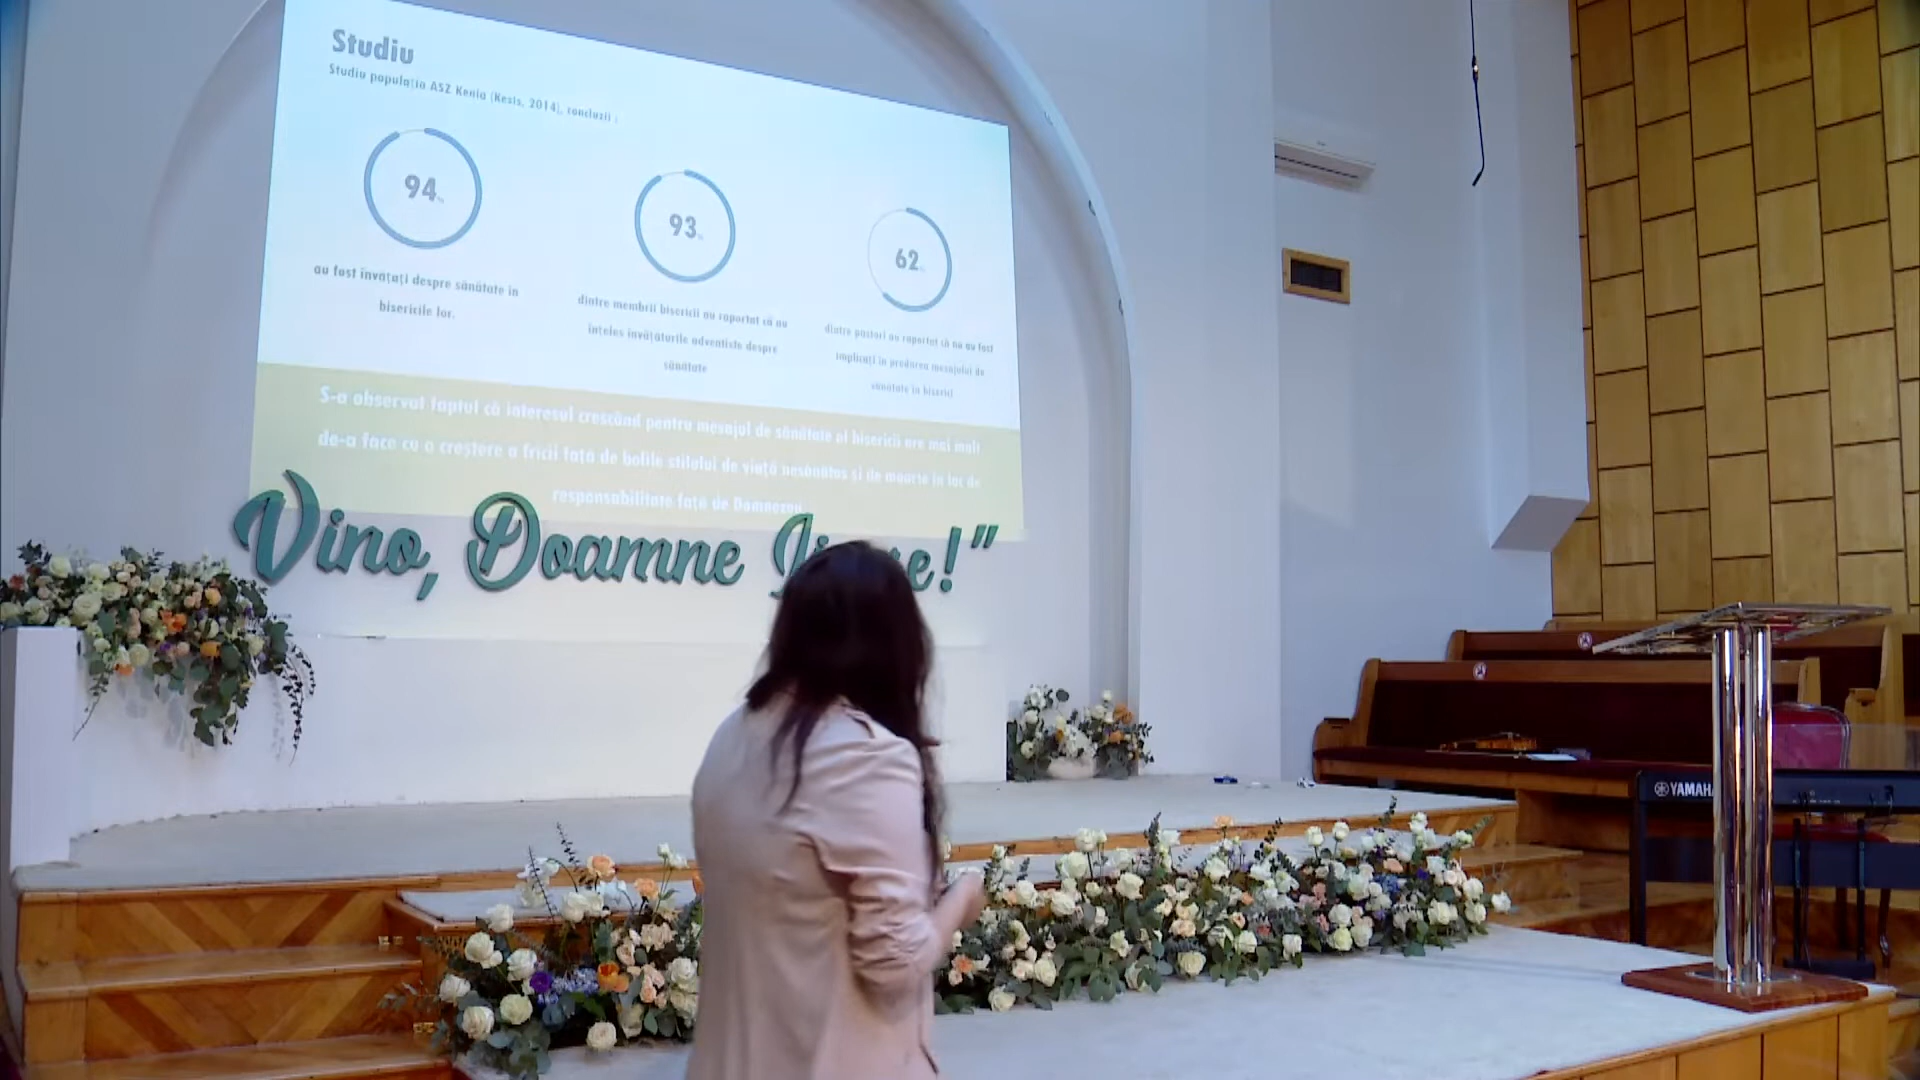 Studiu
Studiu populația ASZ Kenia (Kesis, 2014), concluzii :
94%
au fost învățați despre sănătate în
bisericile lor.
93%
dintre membrii bisericii au raportat că au
înteles învățăturile adventiste despre
sănătate
62%
dintre pastori au raportat că nu au fost
implicați în predarea mesajului de
sănătate în biserici
S-a observat faptul că interesul crescând pentru mesajul de sănătate al bisericii are mai mult
de-a face cu o creștere a fricii față de bolile stilului de viață nesănătos și de moarte în loc de
responsabilitate față de Dumnezeu
Vino, Doamne !”
YAMAHA